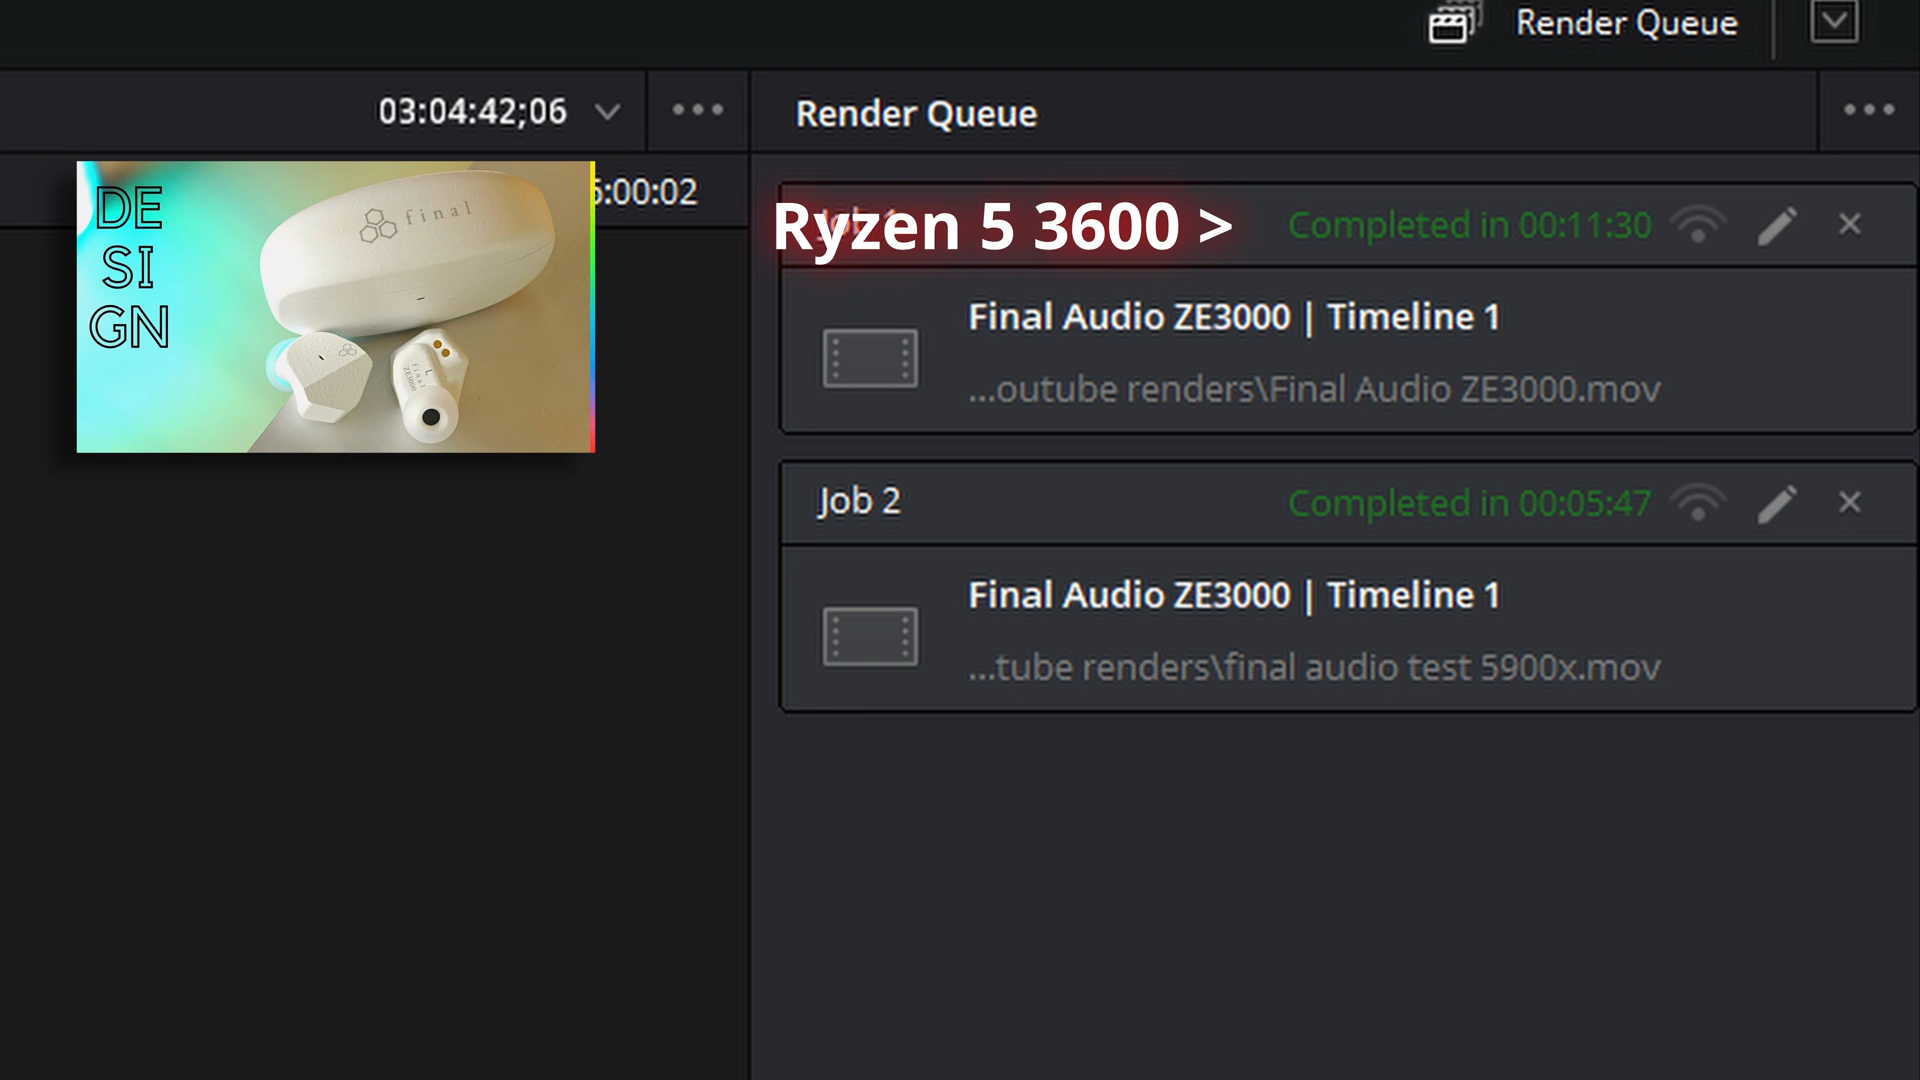 Render Queue
03:04:42;06
Render Queue
:00:02
DE
SI
GN
final
Ryzen 5 3600 >
Completed in 00:11:30
Final Audio ZE3000 | Timeline 1
...outube renders\Final Audio ZE3000.mov
L
final
ZE3000
Job 2
Completed in 00:05:47
Final Audio ZE3000 | Timeline 1
...tube renders\final audio test 5900x.mov